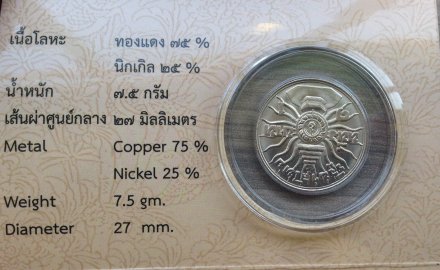 เนื้อโลหะ ทองแดง ๗๕ %
นิกเกิล ๒๕ %
น้ำหนัก ๗.๕ กรัม
เส้นผ่าศูนย์กลาง ๒๗ มิลลิเมตร
Metal Copper 75 %
Nickel 25 %
Weight 7.5 gm.
Diameter 27 mm.